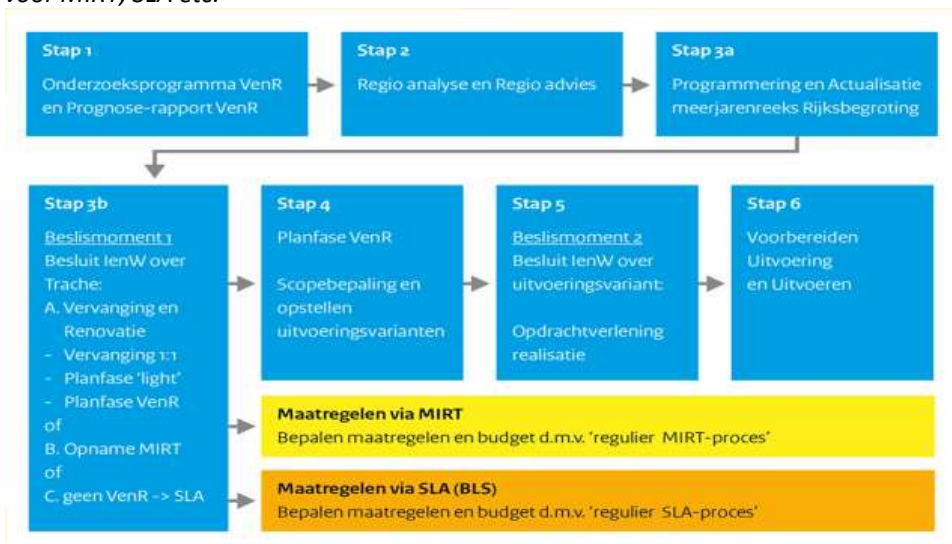 voor MIRT, SLA etc.
Stap 1
Onderzoeksprogramma VenR
en Prognose-rapport VenR
Stap 2
Regio analyse en Regio advies
Stap 3a
Programmering en Actualisatie
meerjarenreeks Rijksbegroting
Stap 3b
Beslismoment 1
Besluit IenW over
Trache:
A. Vervanging en
Renovatie
- Vervanging 1:1
- Planfase 'light'
- Planfase VenR
of
B. Opname MIRT
of
C. geen VenR -> SLA
Stap 4
Planfase VenR
Scopebepaling en
opstellen
uitvoeringsvarianten
Stap 5
Beslismoment 2
Besluit IenW over
uitvoeringsvariant:
Opdrachtverlening
realisatie
Stap 6
Voorbereiden
Uitvoering
en Uitvoeren
Maatregelen via MIRT
Bepalen maatregelen en budget d.m.v. 'regulier MIRT-proces'
Maatregelen via SLA (BLS)
Bepalen maatregelen en budget d.m.v. 'regulier SLA-proces'